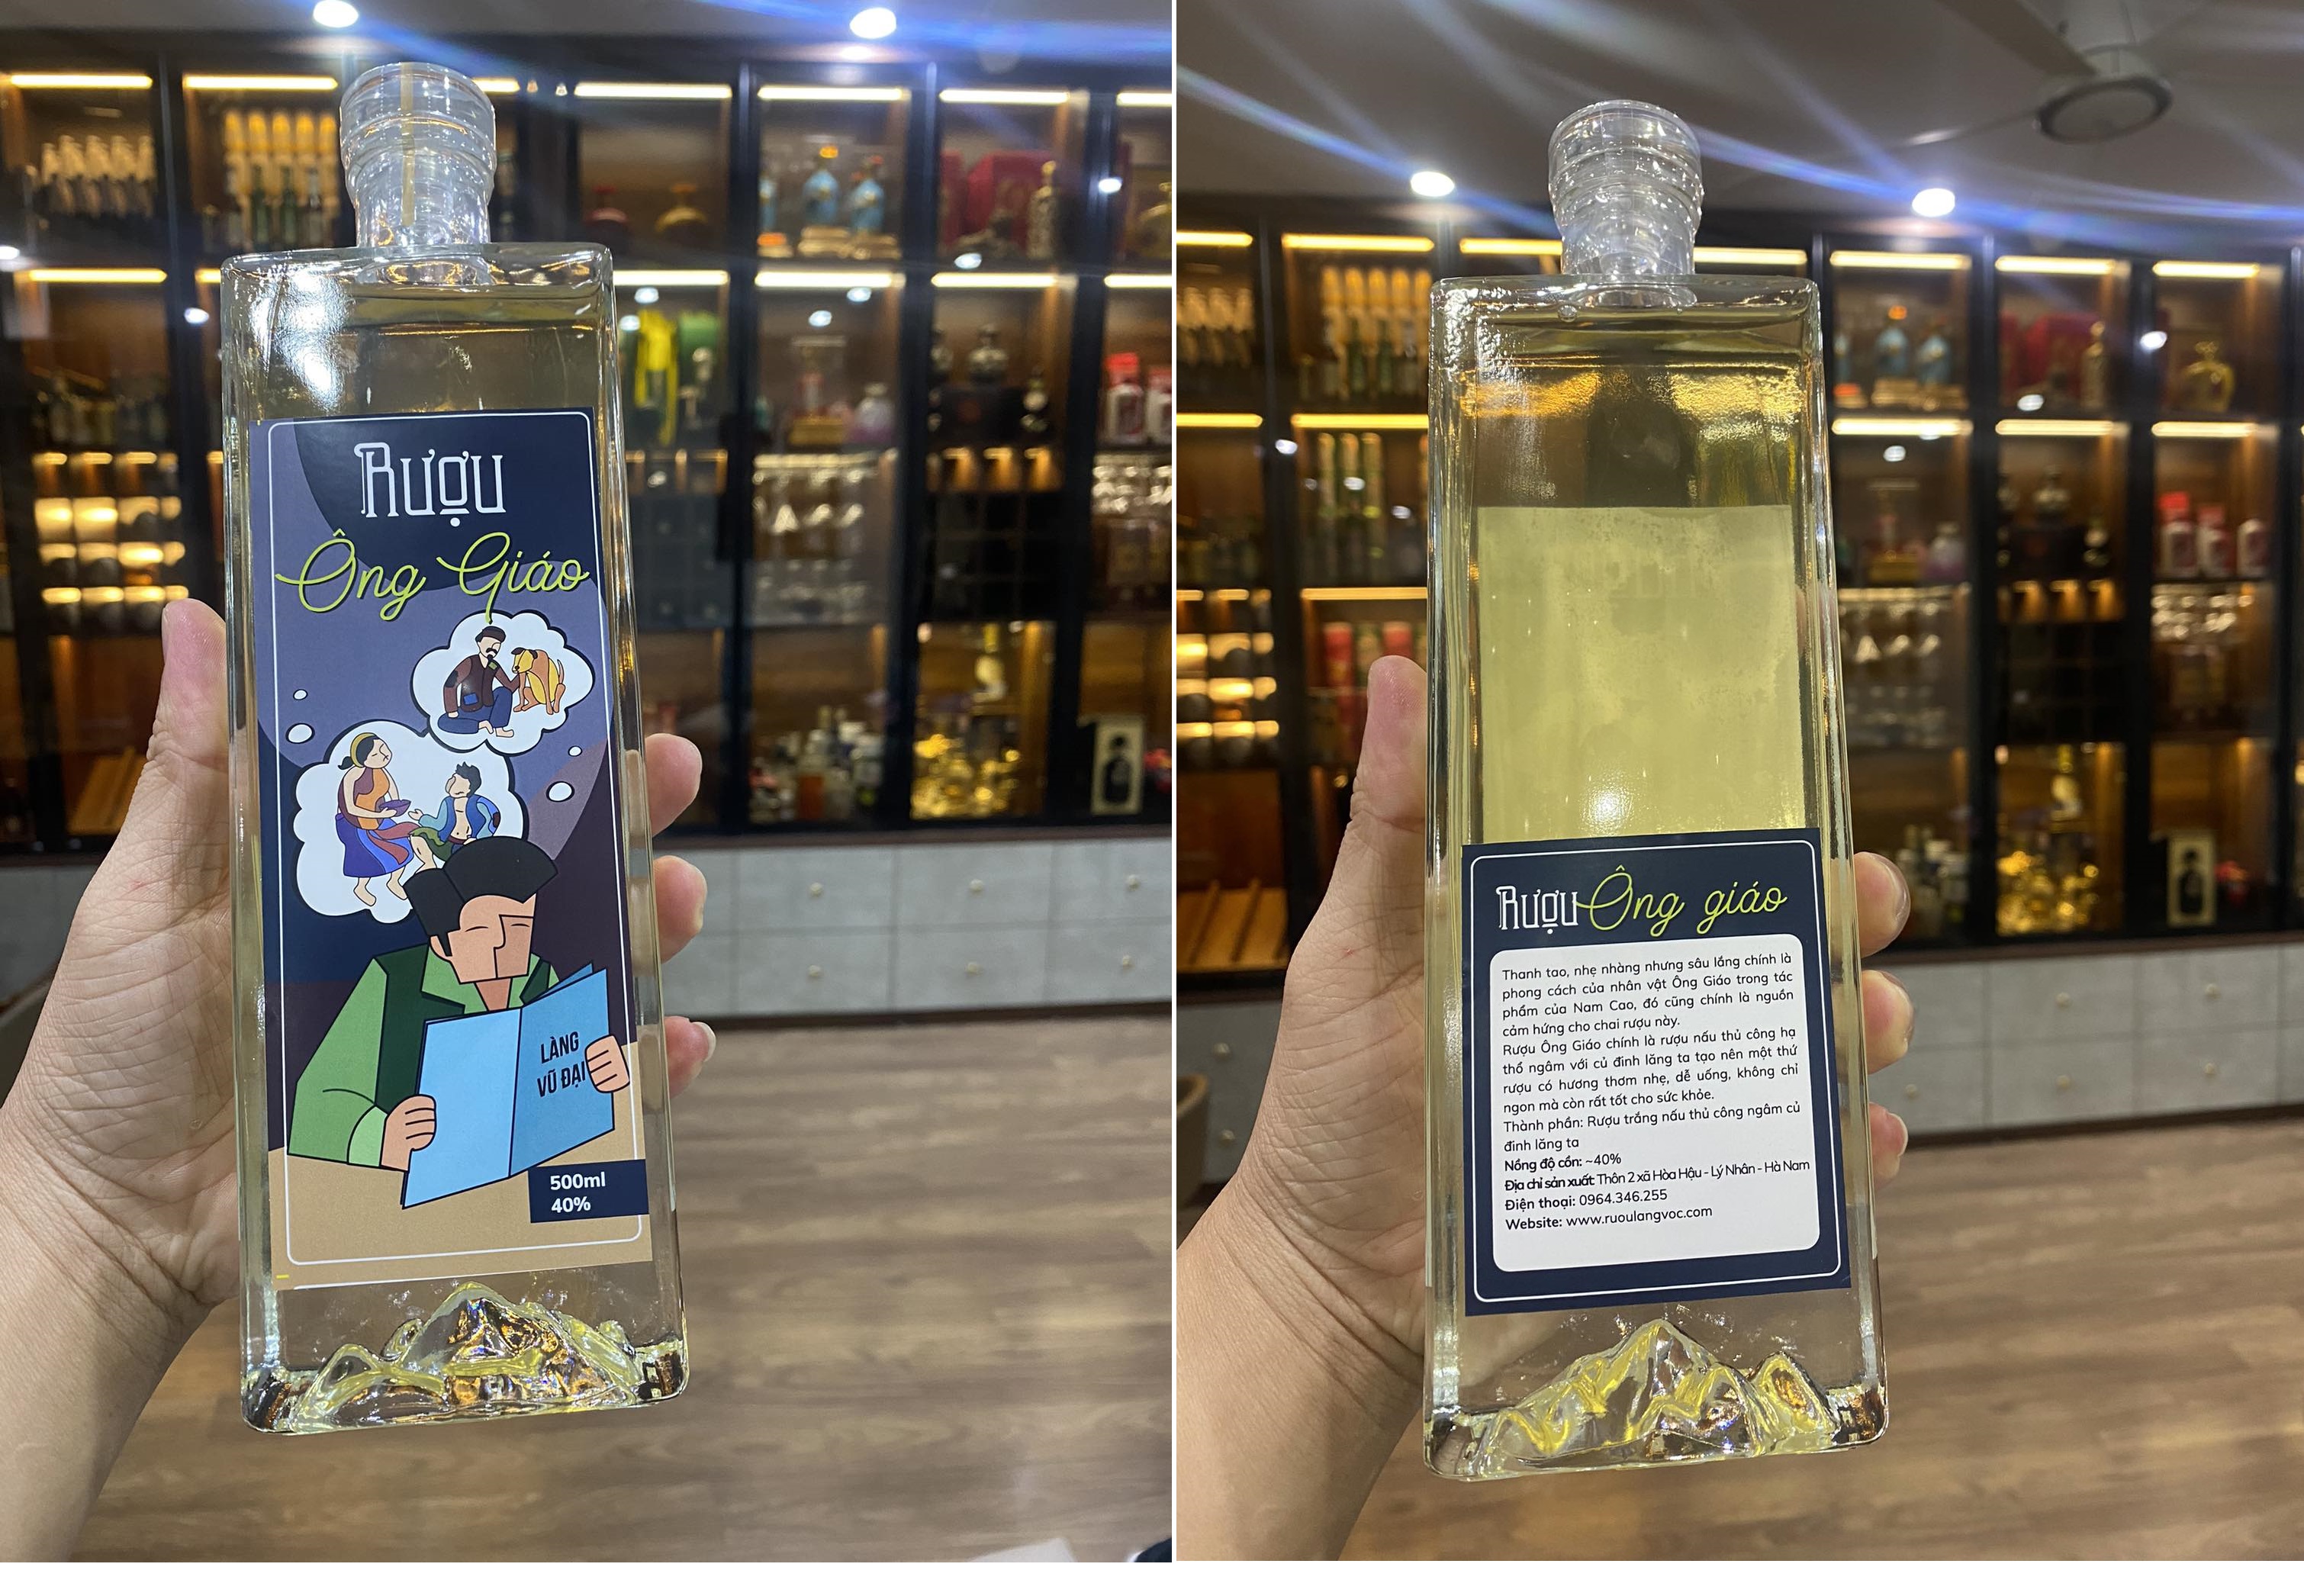 Rượu
Ông Giáo
LÀNG
VŨ ĐẠI
500ml
40%
Rượu Ông giáo
Thanh tao, nhẹ nhàng nhưng sâu lắng chính là
phong cách của nhân vật Ông Giáo trong tác
phẩm của Nam Cao, đó cũng chính là nguồn
cảm hứng cho chai rượu này.
Rượu Ông Giáo chính là rượu nấu thủ công hạ
thổ ngâm với củ đinh lăng ta tạo nên một thứ
rượu có hương thơm nhẹ, dễ uống, không chỉ
ngon mà còn rất tốt cho sức khỏe.
Thành phần: Rượu trắng nấu thủ công ngâm củ
đinh lăng ta
Nồng độ cồn: ~40%
Địa chỉ sản xuất: Thôn 2 xã Hòa Hậu - Lý Nhân - Hà Nam
Điện thoại: 0964.346.255
Website: www.ruoulangvoc.com